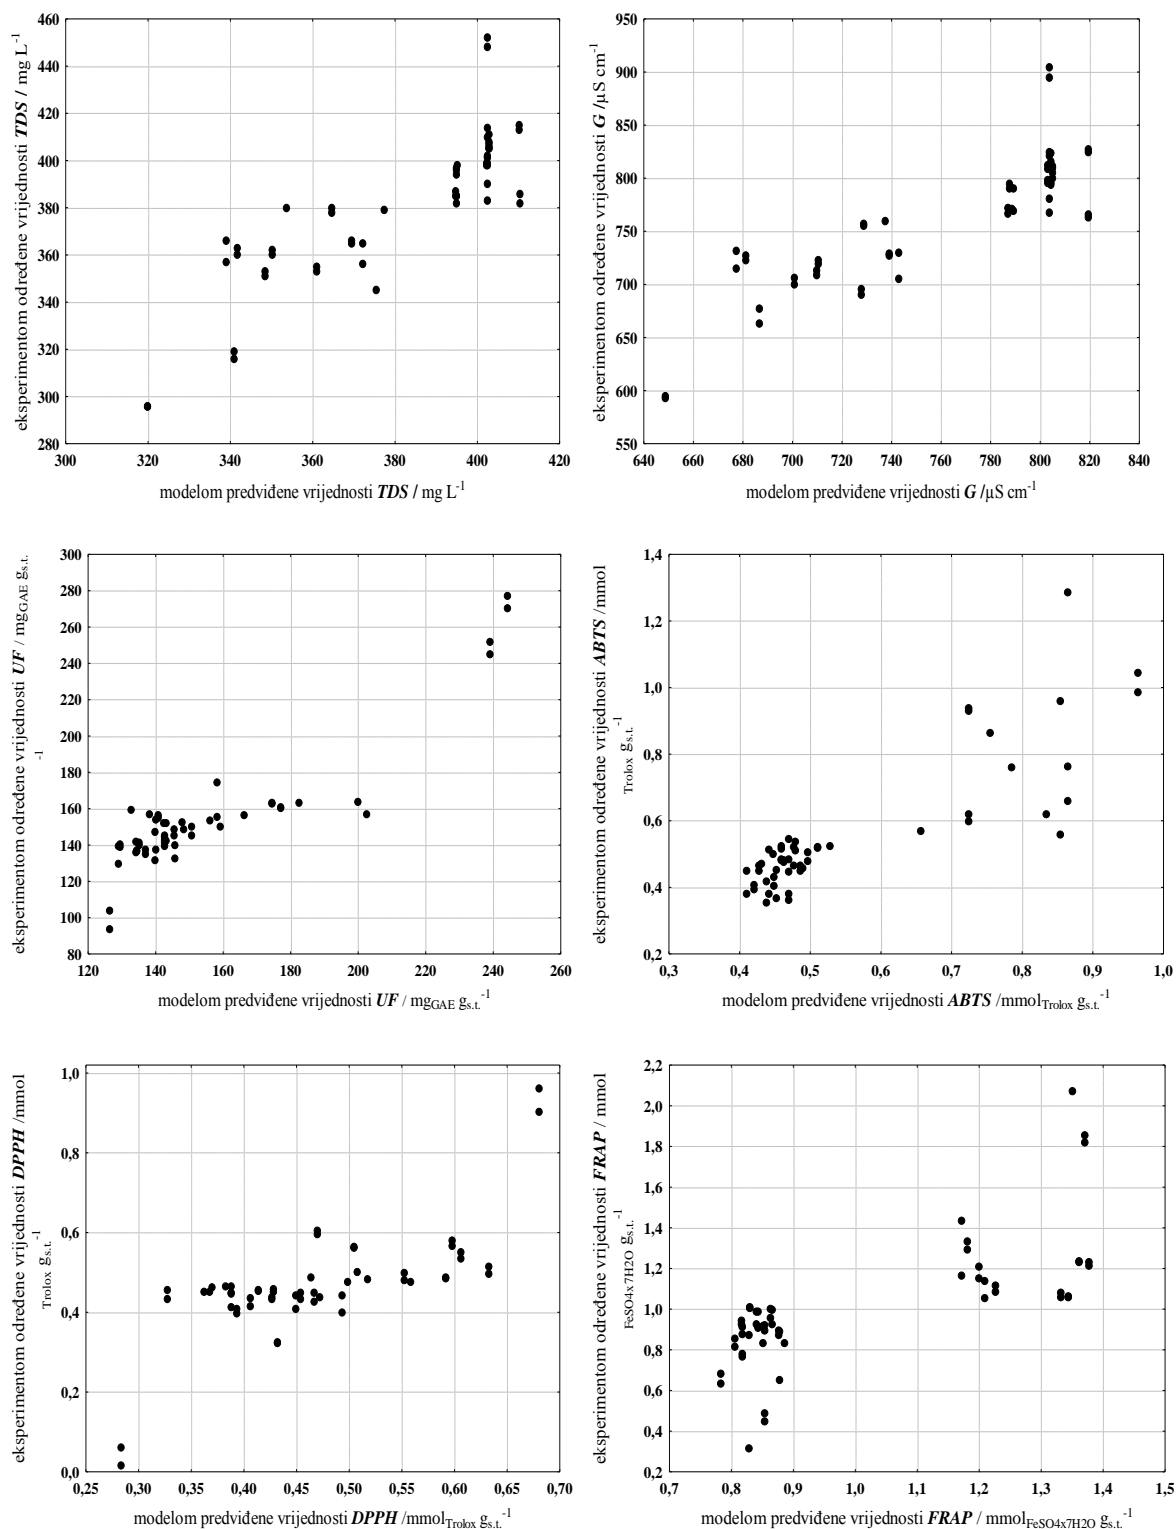 eksperimentom određene vrijednosti TDS / mg L-1
460
440
420
400
380
360
340
320
300
280
300 320 340 360 380 400 420
modelom predviđene vrijednosti TDS / mg L-1
eksperimentom određene vrijednosti G /µS cm-1
950
900
850
800
750
700
650
600
550
640 660 680 700 720 740 760 780 800 820 840
modelom predviđene vrijednosti G /µS cm-1
eksperimentom određene vrijednosti UF / mgGAE gs.t.
-1
300
280
260
240
220
200
180
160
140
120
100
80
120 140 160 180 200 220 240 260
modelom predviđene vrijednosti UF / mgGAE gs.t.-1
eksperimentom određene vrijednosti ABTS /mmol
Trolox gs.t.-1
1,4
1,2
1,0
0,8
0,6
0,4
0,2
0,3 0,4 0,5 0,6 0,7 0,8 0,9 1,0
modelom predviđene vrijednosti ABTS /mmolTrolox gs.t.-1
eksperimentom određene vrijednosti DPPH /mmol
Trolox gs.t.-1
1,0
0,8
0,6
0,4
0,2
0,0
0,25 0,30 0,35 0,40 0,45 0,50 0,55 0,60 0,65 0,70
modelom predviđene vrijednosti DPPH /mmolTrolox gs.t.-1
eksperimentom određene vrijednosti FRAP / mmol
FeSO4x 7H2O gs.t.-1
2,2
2,0
1,8
1,6
1,4
1,2
1,0
0,8
0,6
0,4
0,2
0,7 0,8 0,9 1,0 1,1 1,2 1,3 1,4 1,5
modelom predviđene vrijednosti FRAP / mmolFeSO4x7H2O gs.t.-1